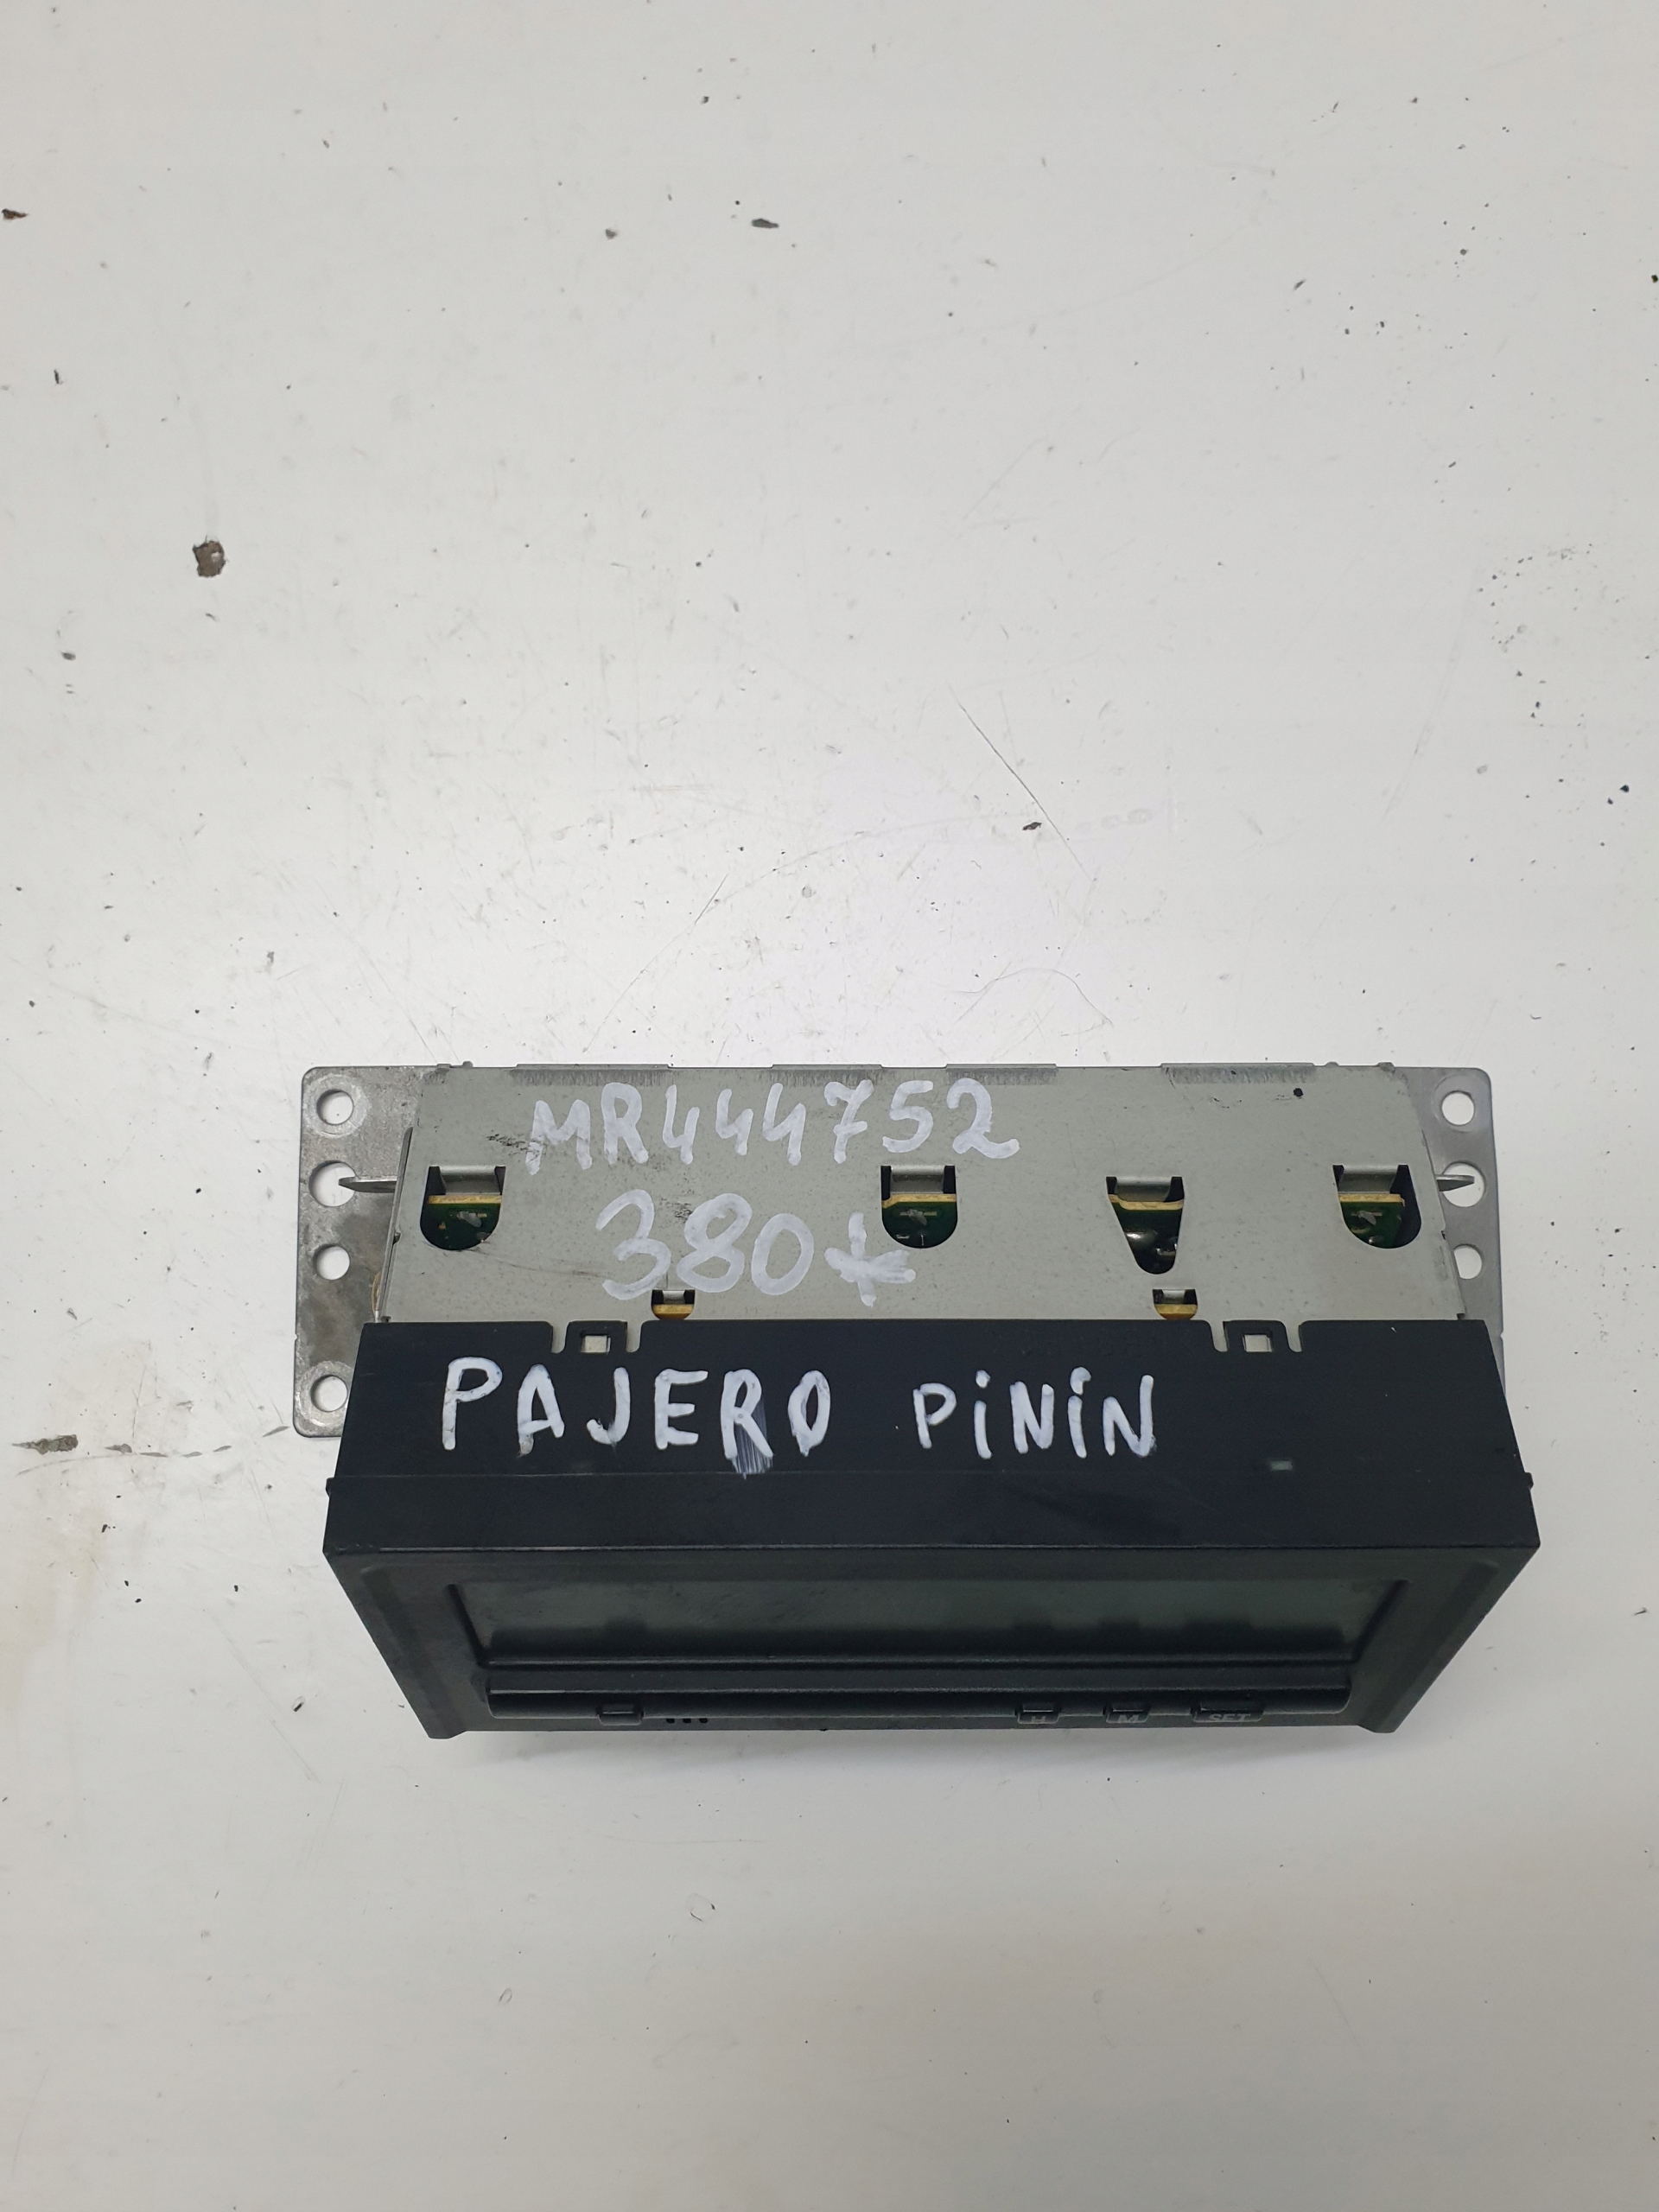 MR444752
380*
PAJERO PiNiN
H M SET